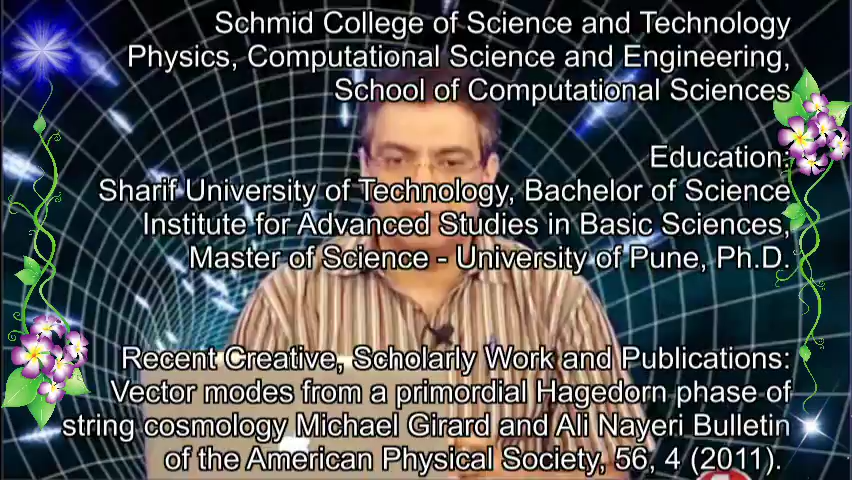 Schmid College of Science and Technology
Physics, Computational Science and Engineering,
School of Computational Sciences
Education:
Sharif University of Technology, Bachelor of Science
Institute for Advanced Studies in Basic Sciences,
Master of Science - University of Pune, Ph.D.
Recent Creative, Scholarly Work and Publications:
Vector modes from a primordial Hagedorn phase of
string cosmology Michael Girard and Ali Nayeri Bulletin
of the American Physical Society, 56, 4 (2011).